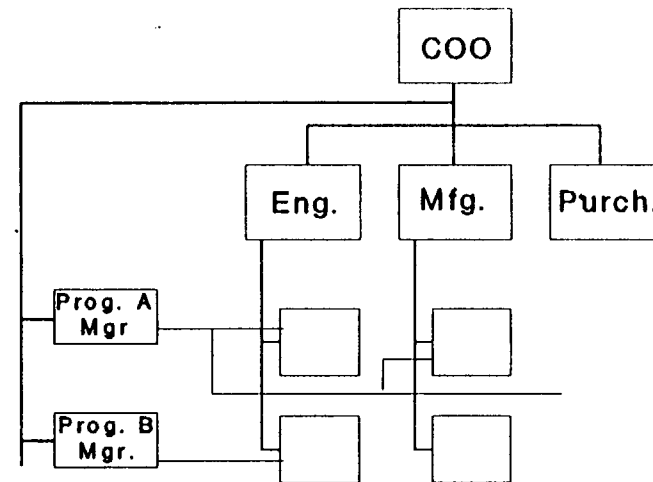 COO
Eng.
Mfg.
Purch.
Prog. A
Mgr
Prog. B
Mgr.